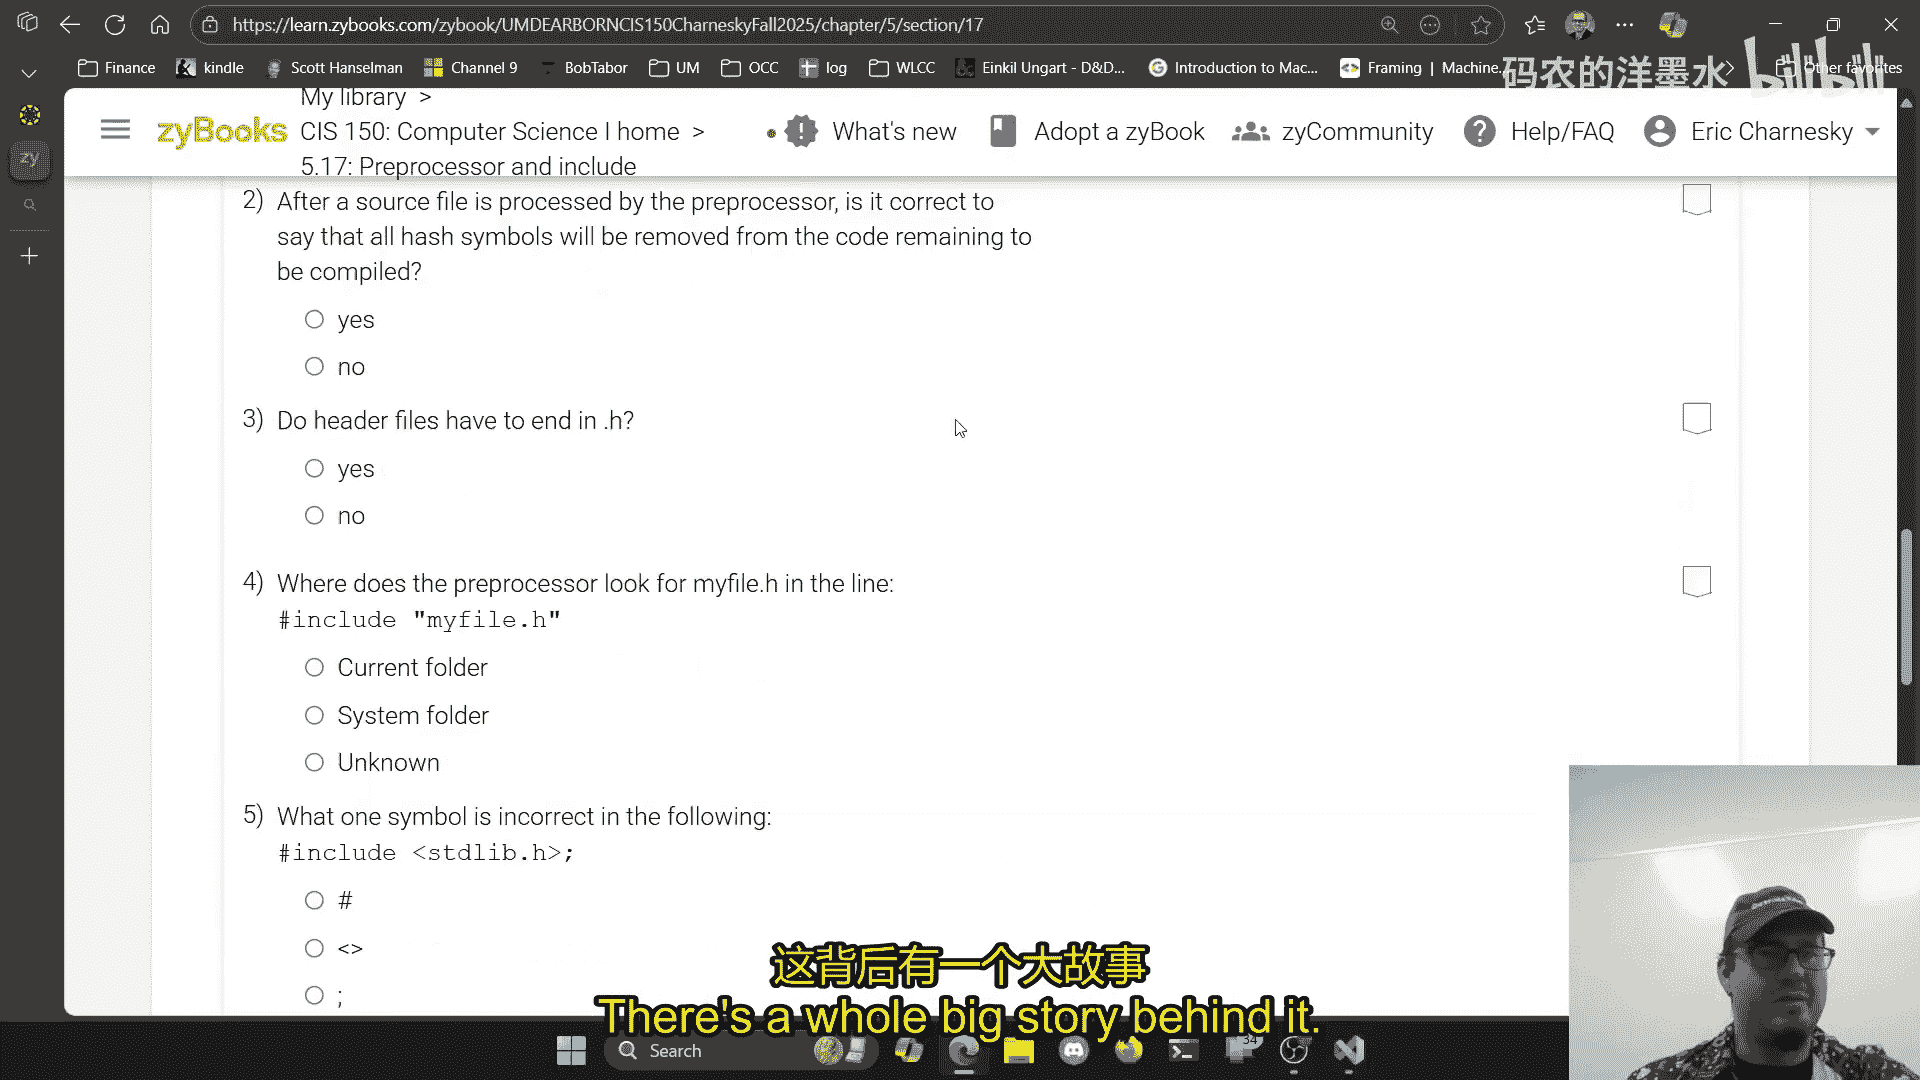 https://learn.zybooks.com/zybook/UMDEARBORNCIS150CharneskyFall2025/chapter/5/section/17
Finance
kindle
Scott Hanselman
Channel 9
BobTabor
UM
OCC
log
WLCC
Einkil Ungart - D&D...
Introduction to Mac...
Framing | Machine...
Other favorites
码农的洋墨水
bilibili
zy
zyBooks
My library >
CIS 150: Computer Science I home >
5.17: Preprocessor and include
What's new
Adopt a zyBook
zyCommunity
Help/FAQ
Eric Charnesky
2) After a source file is processed by the preprocessor, is it correct to
say that all hash symbols will be removed from the code remaining to
be compiled?
yes
no
3) Do header files have to end in .h?
yes
no
4) Where does the preprocessor look for myfile.h in the line:
#include "myfile.h"
Current folder
System folder
Unknown
5) What one symbol is incorrect in the following:
#include <stdlib.h>;
#
<>
;
这背后有一个大故事
There's a whole big story behind it.
Search
34